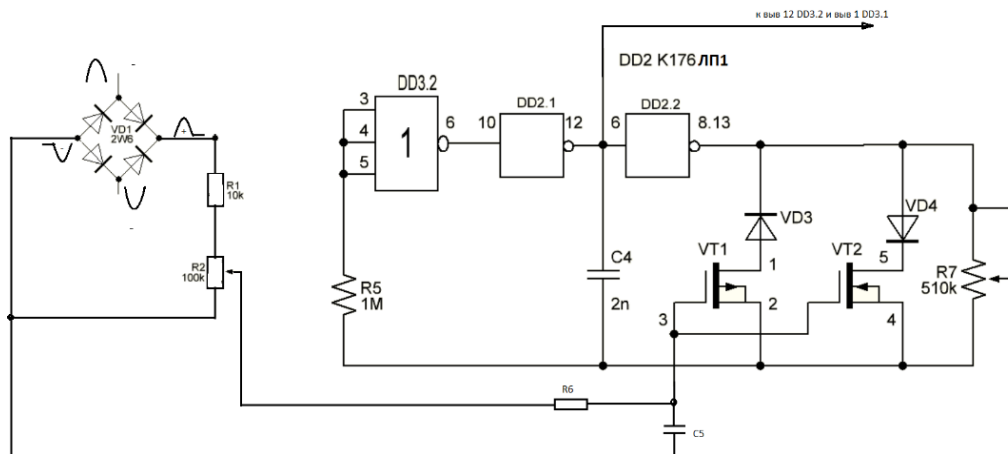 к выв 12 DD3.2 и выв 1 DD3.1
DD2 K176ЛП1
DD3.2
DD2.1
DD2.2
3
4
5
1
6
10
12
6
8.13
VD1
2W6
+
-
-
R1
10k
R2
100k
R5
1M
C4
2n
VD3
VD4
VT1
VT2
1
2
3
5
4
R7
510k
R6
C5